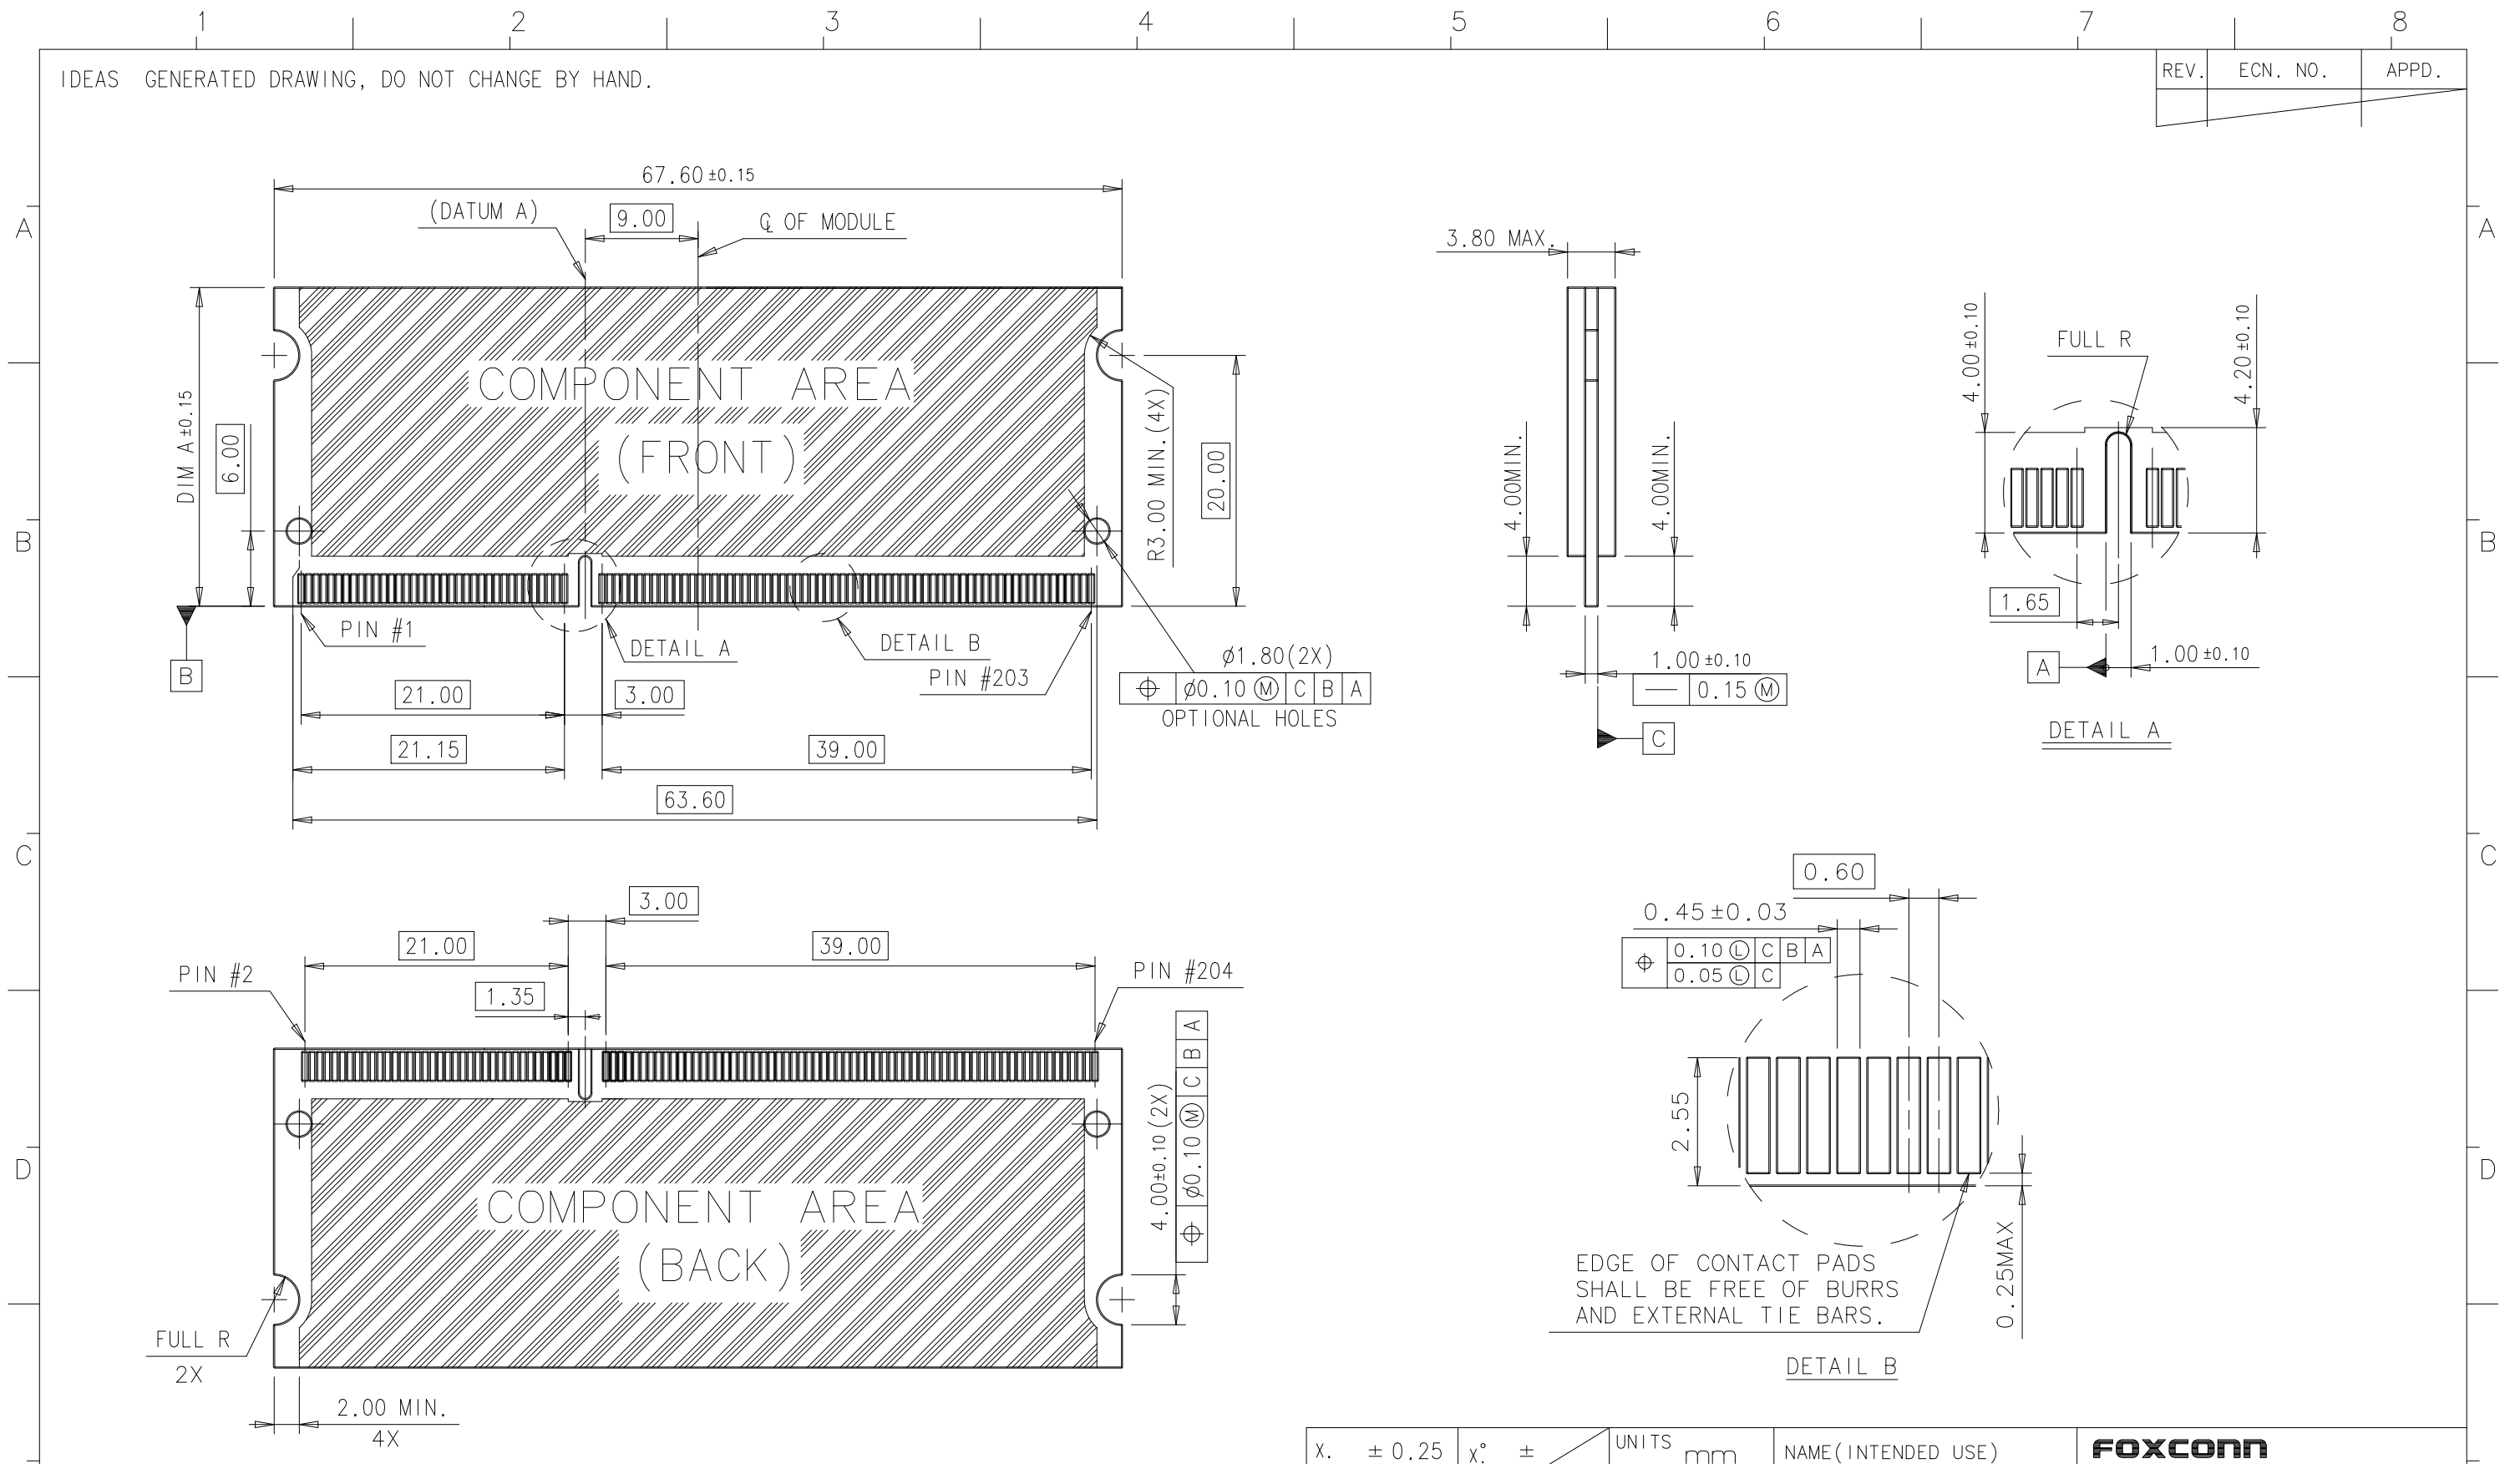 1 2 3 4 5 6 7 8
IDEAS GENERATED DRAWING, DO NOT CHANGE BY HAND.
REV. ECN. NO. APPD.
A
A
67.60±0.15
(DATUM A)
9.00
℄ OF MODULE
3.80 MAX.
DIM A±0.15
6.00
COMPONENT AREA
(FRONT)
R3.00 MIN.(4X)
20.00
4.00MIN.
4.00MIN.
4.00±0.10
FULL R
4.20±0.10
B
B
1.65
A
1.00±0.10
DETAIL A
PIN #1
DETAIL A
DETAIL B
PIN #203
B
21.00
3.00
21.15
39.00
63.60
⌀1.80(2X)
⌖ ⌀0.10 Ⓜ C B A
OPTIONAL HOLES
1.00±0.10
— 0.15 Ⓜ
C
C
C
3.00
21.00
39.00
PIN #2
1.35
PIN #204
4.00±0.10(2X)
⌖ ⌀0.10 Ⓜ C B A
COMPONENT AREA
(BACK)
FULL R
2X
2.00 MIN.
4X
0.60
0.45±0.03
⌖ 0.10 Ⓛ C B A
0.05 Ⓛ C
2.55
0.25MAX
D
D
EDGE OF CONTACT PADS
SHALL BE FREE OF BURRS
AND EXTERNAL TIE BARS.
DETAIL B
X. ± 0.25 X.° ± UNITS mm NAME(INTENDED USE) FOXCONN